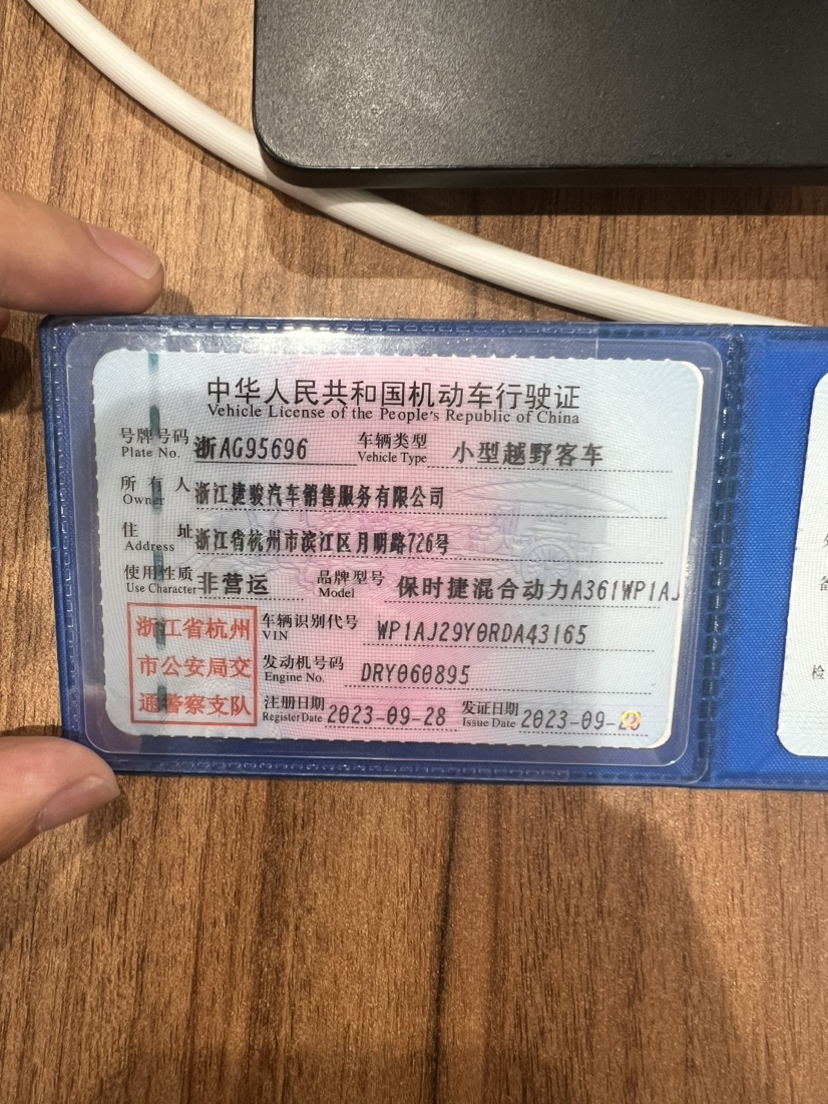 中华人民共和国机动车行驶证
Vehicle License of the People's Republic of China
号牌号码 浙AG95696 车辆类型 小型越野客车
Plate No. Vehicle Type
所有人 浙江捷骏汽车销售服务有限公司
Owner
住址 浙江省杭州市滨江区月明路726号
Address
使用性质 非营运 品牌型号 保时捷混合动力A361WP1AJ
Use Character Model
浙江省杭州
市公安局交
通警察支队
车辆识别代号 WP1AJ29Y0RDA43165
VIN
发动机号码 DRY060895
Engine No.
注册日期 2023-09-28 发证日期 2023-09-
Register Date Issue Date
检